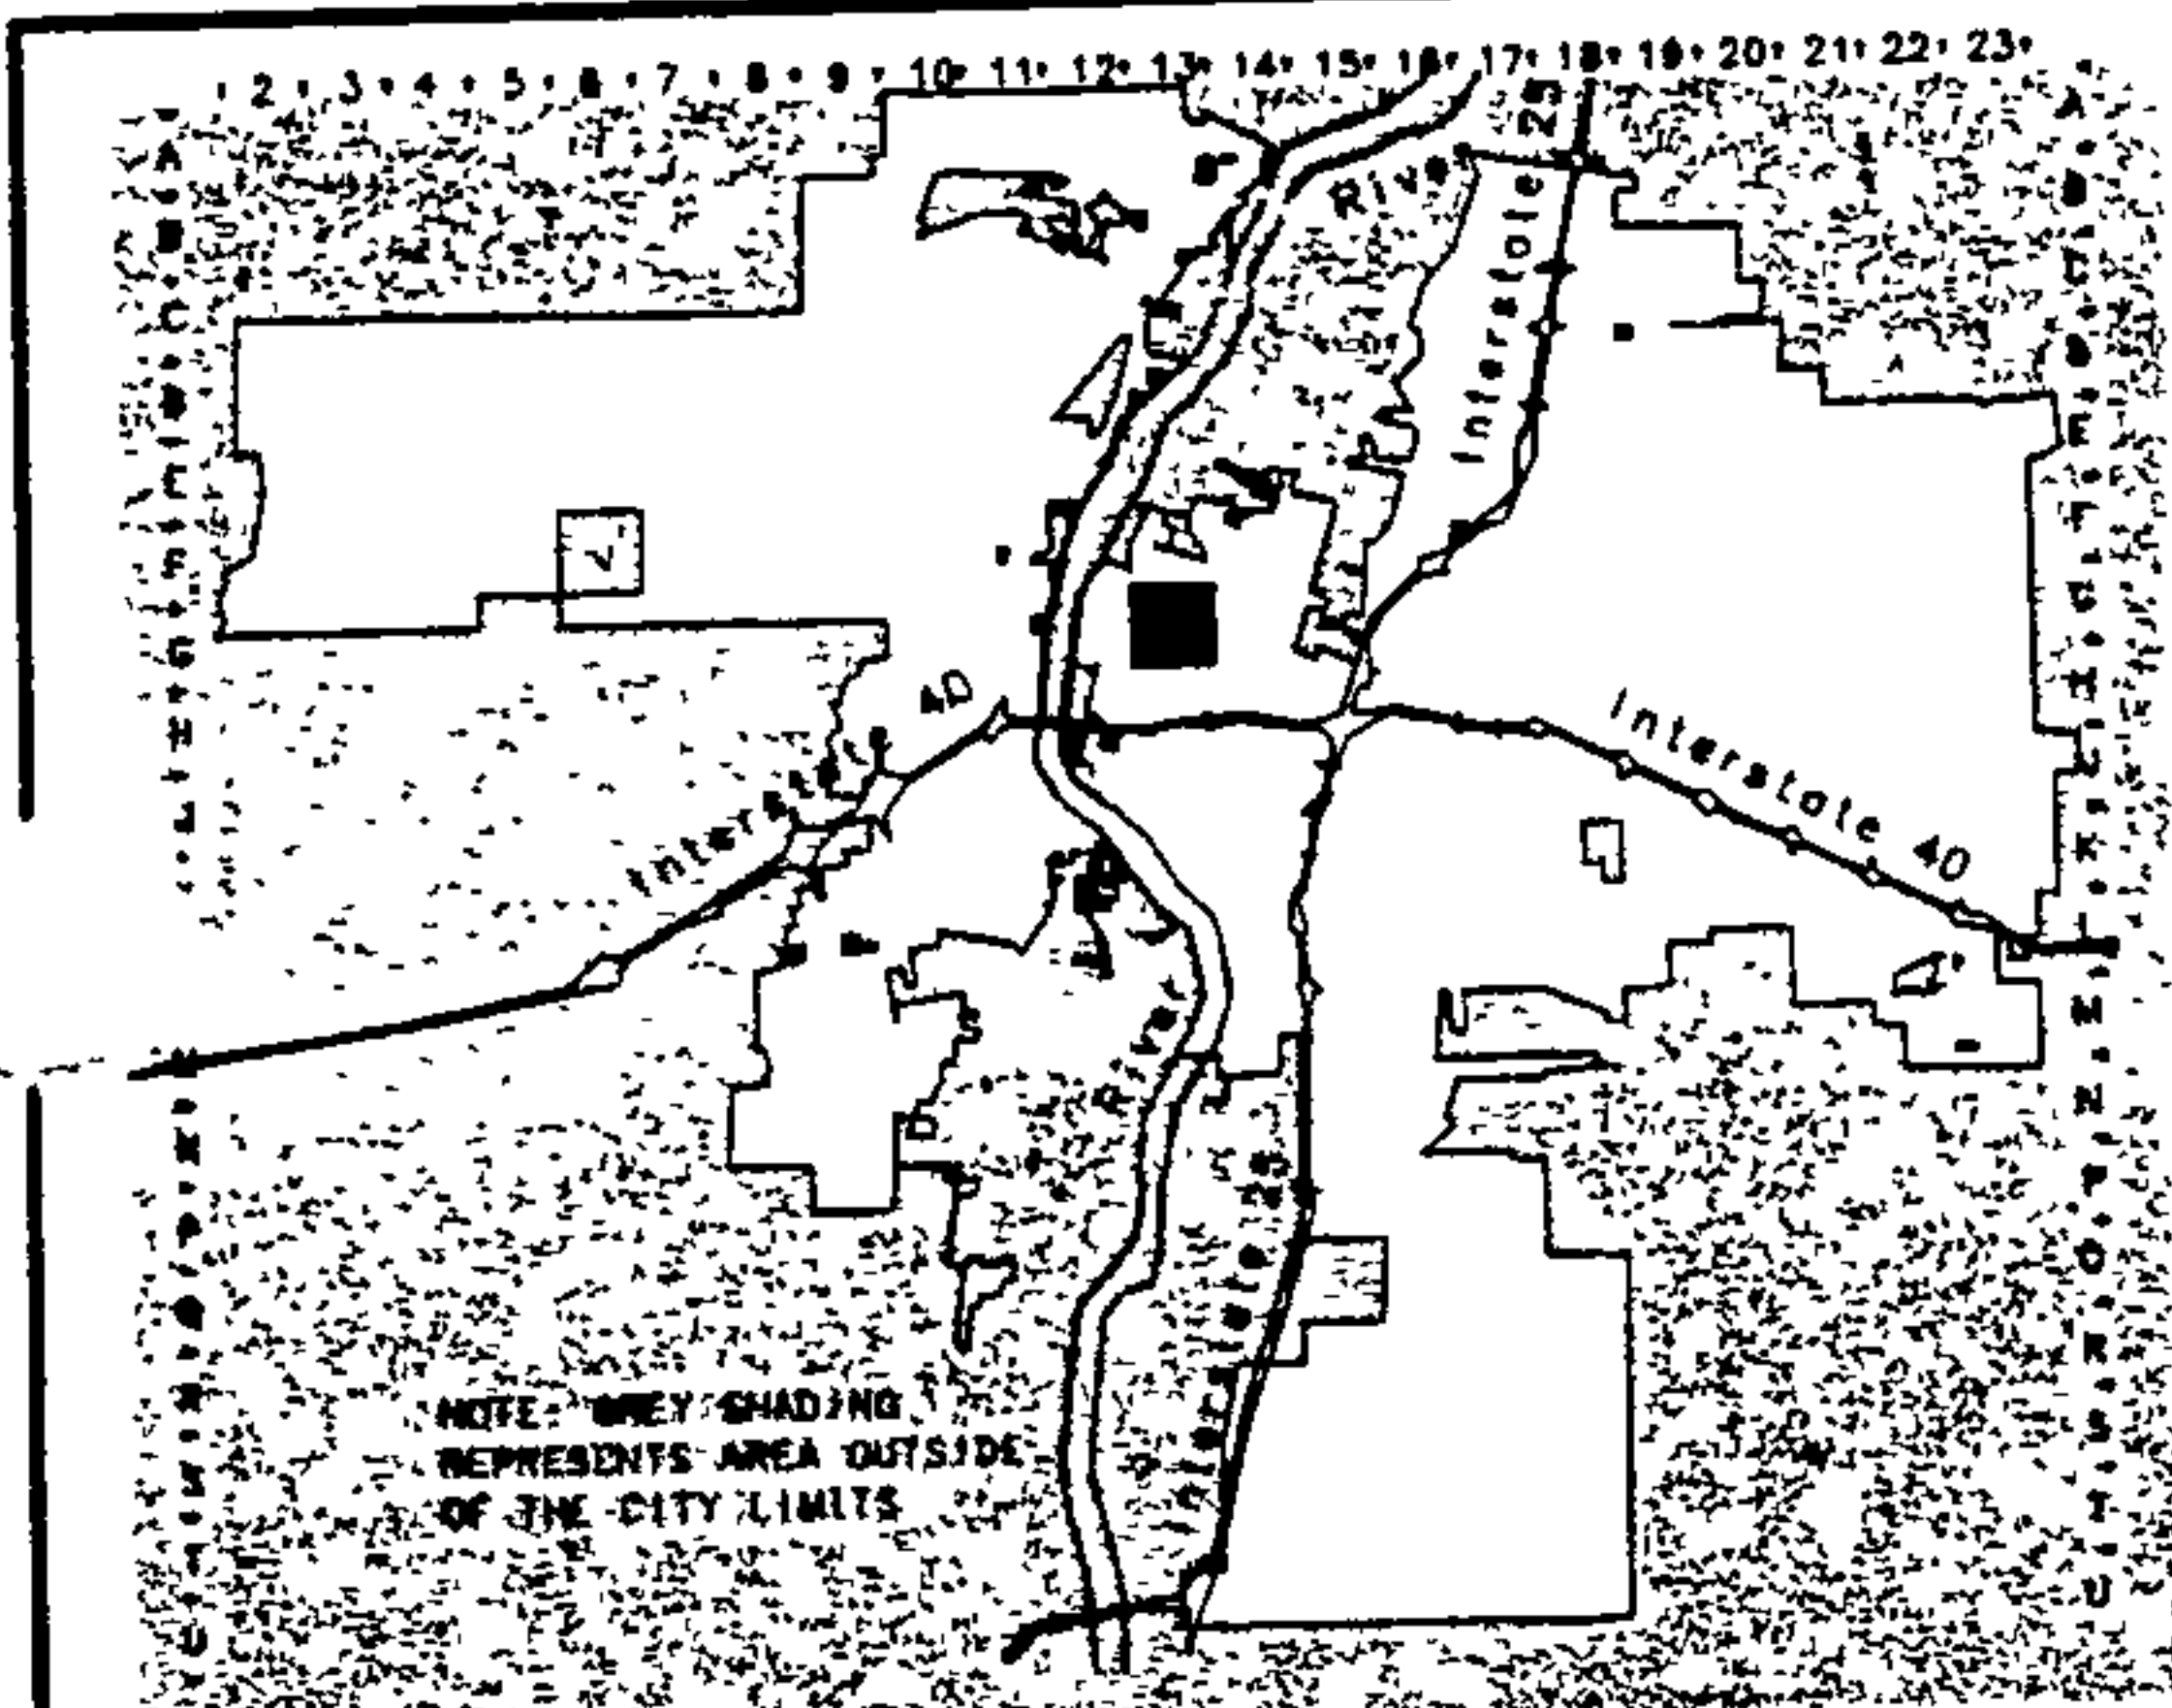 2 3 4 5 6 7 8 9 10 11 12 13 14 15 16 17 18 19 20 21 22 23
River
Interstate 25
Interstate 40
Interstate 40
River
Interstate 25
NOTE: GREY SHADING
REPRESENTS AREA OUTSIDE
OF THE CITY LIMITS
A
B
C
D
E
F
G
H
J
M
N
P
Q
R
S
T
U
A
B
C
D
E
F
G
H
J
K
L
M
N
P
Q
R
S
T
U